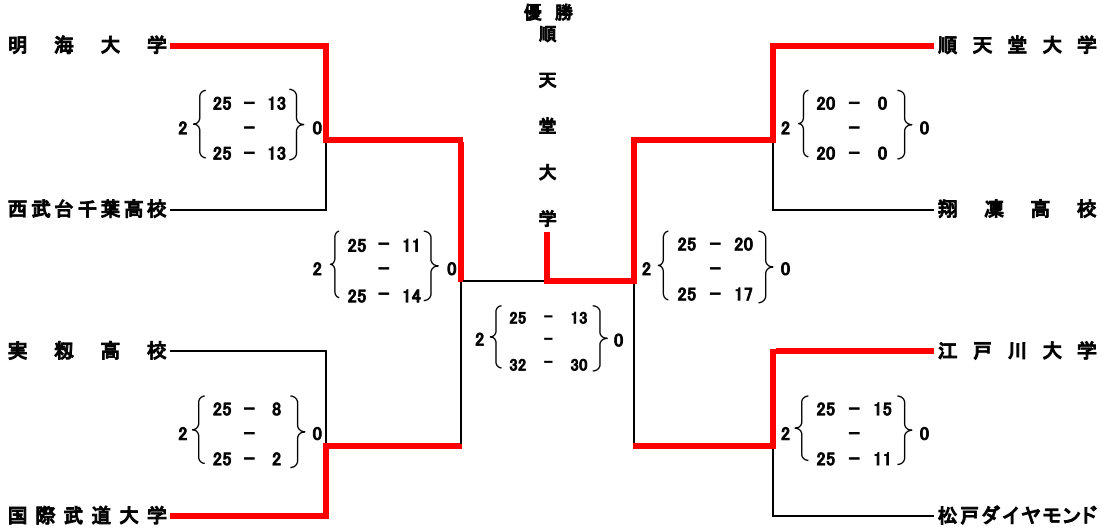 優勝
順天堂大学
明海大学
2 25 － 13 0
－
25 － 13
西武台千葉高校
2 25 － 11 0
－
25 － 14
実籾高校
2 25 － 8 0
－
25 － 2
国際武道大学
2 25 － 13 0
－
32 － 30
順天堂大学
2 20 － 0 0
－
20 － 0
翔凜高校
2 25 － 20 0
－
25 － 17
江戸川大学
2 25 － 15 0
－
25 － 11
松戸ダイヤモンド